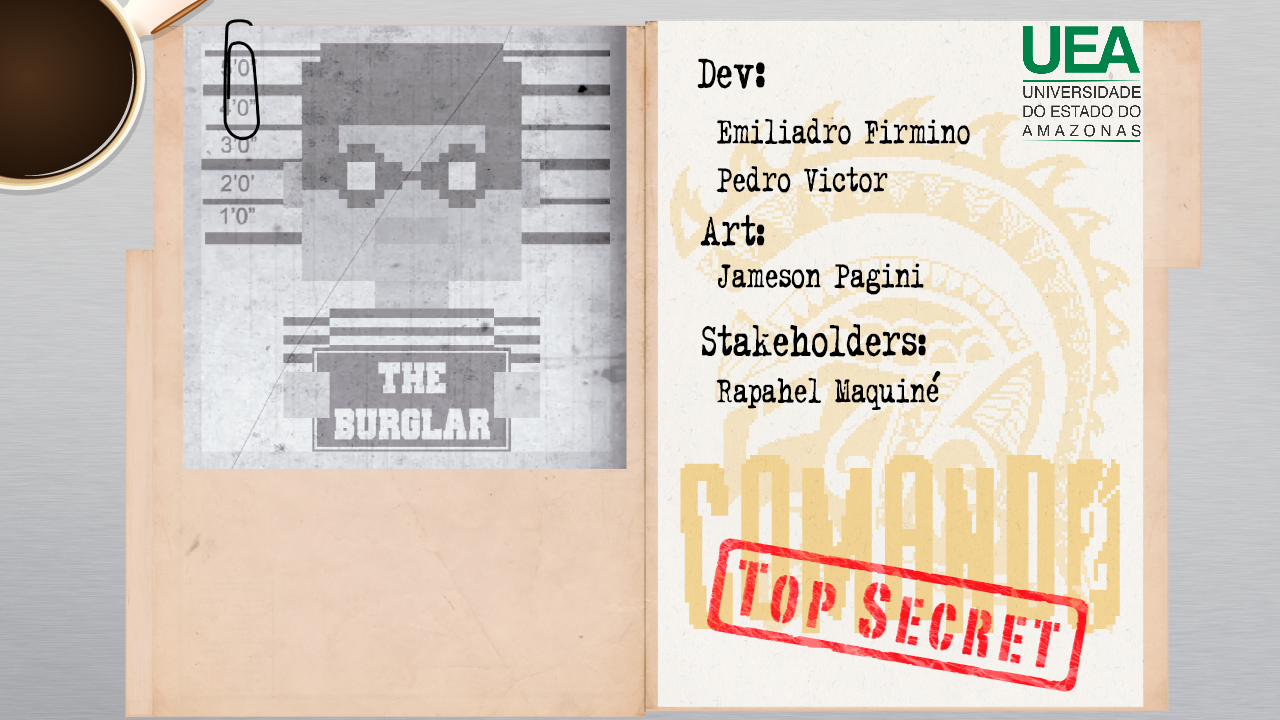 5'0"
4'0"
3'0"
2'0'
1'0"
THE
BURGLAR
Dev:
Emiliadro Firmino
Pedro Victor
Art:
Jameson Pagini
Stakeholders:
Rapahel Maquiné
UEA
UNIVERSIDADE
DO ESTADO DO
AMAZONAS
COMANDÉ
TOP SECRET